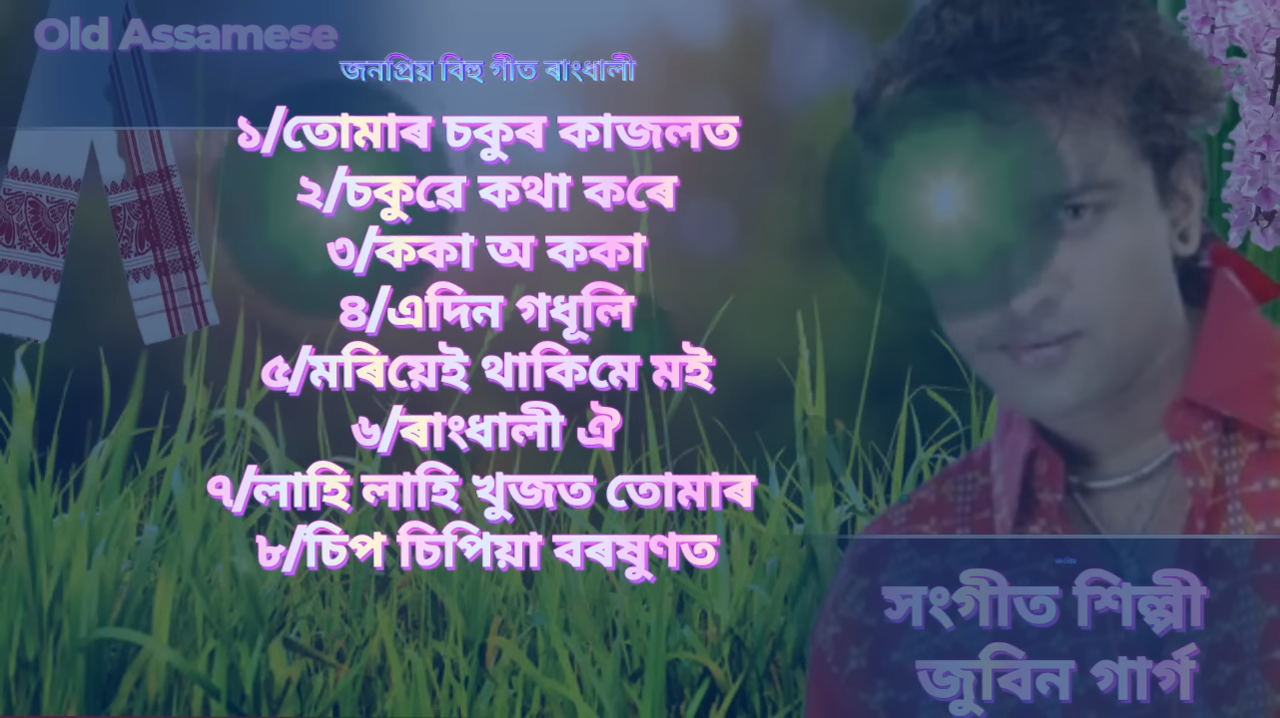 Old Assamese
জনপ্ৰিয় বিহু গীত ৰাংধালী
১/তোমাৰ চকুৰ কাজলত
২/চকুৱে কথা কৰে
৩/ককা অ ককা
৪/এদিন গধূলি
৫/মৰিয়েই থাকিমে মই
৬/ৰাংধালী ঐ
৭/লাহি লাহি খুজত তোমাৰ
৮/চিপ চিপিয়া বৰষুণত
সংগীত শিল্পী
জুবিন গাৰ্গ